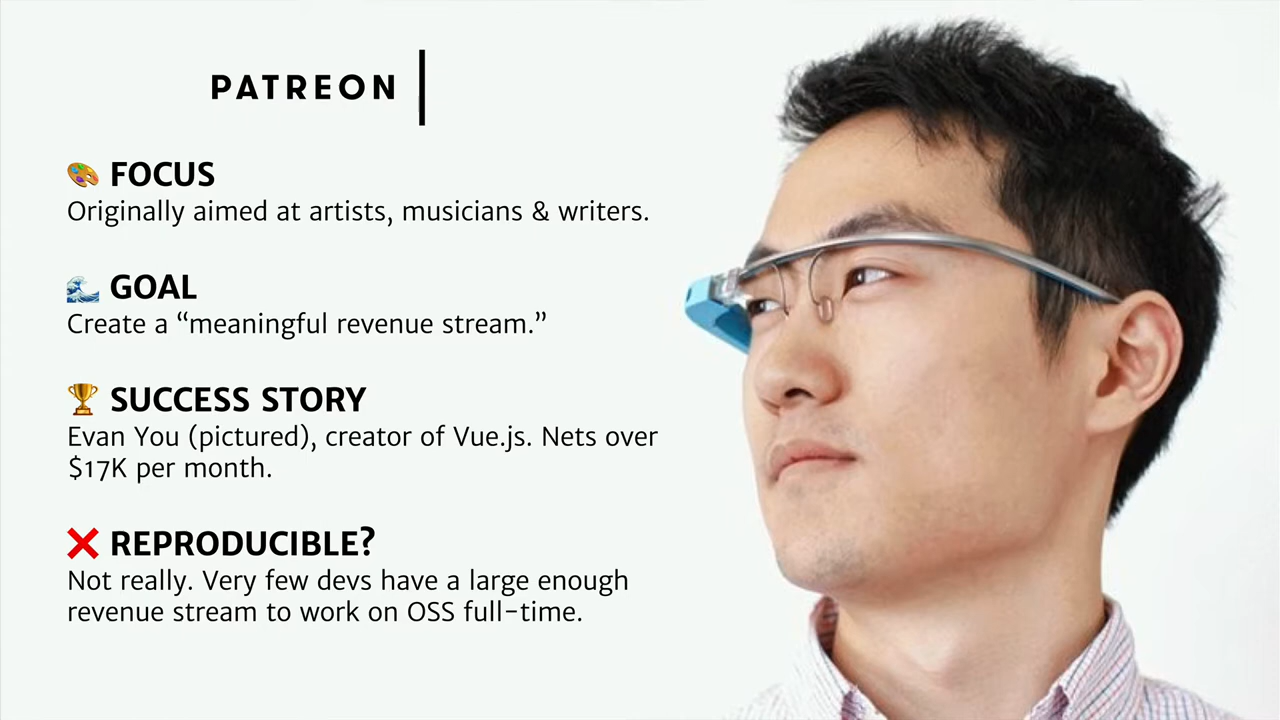 PATREON
🎨 FOCUS
Originally aimed at artists, musicians & writers.
🌊 GOAL
Create a “meaningful revenue stream.”
🏆 SUCCESS STORY
Evan You (pictured), creator of Vue.js. Nets over
$17K per month.
❌ REPRODUCIBLE?
Not really. Very few devs have a large enough
revenue stream to work on OSS full-time.